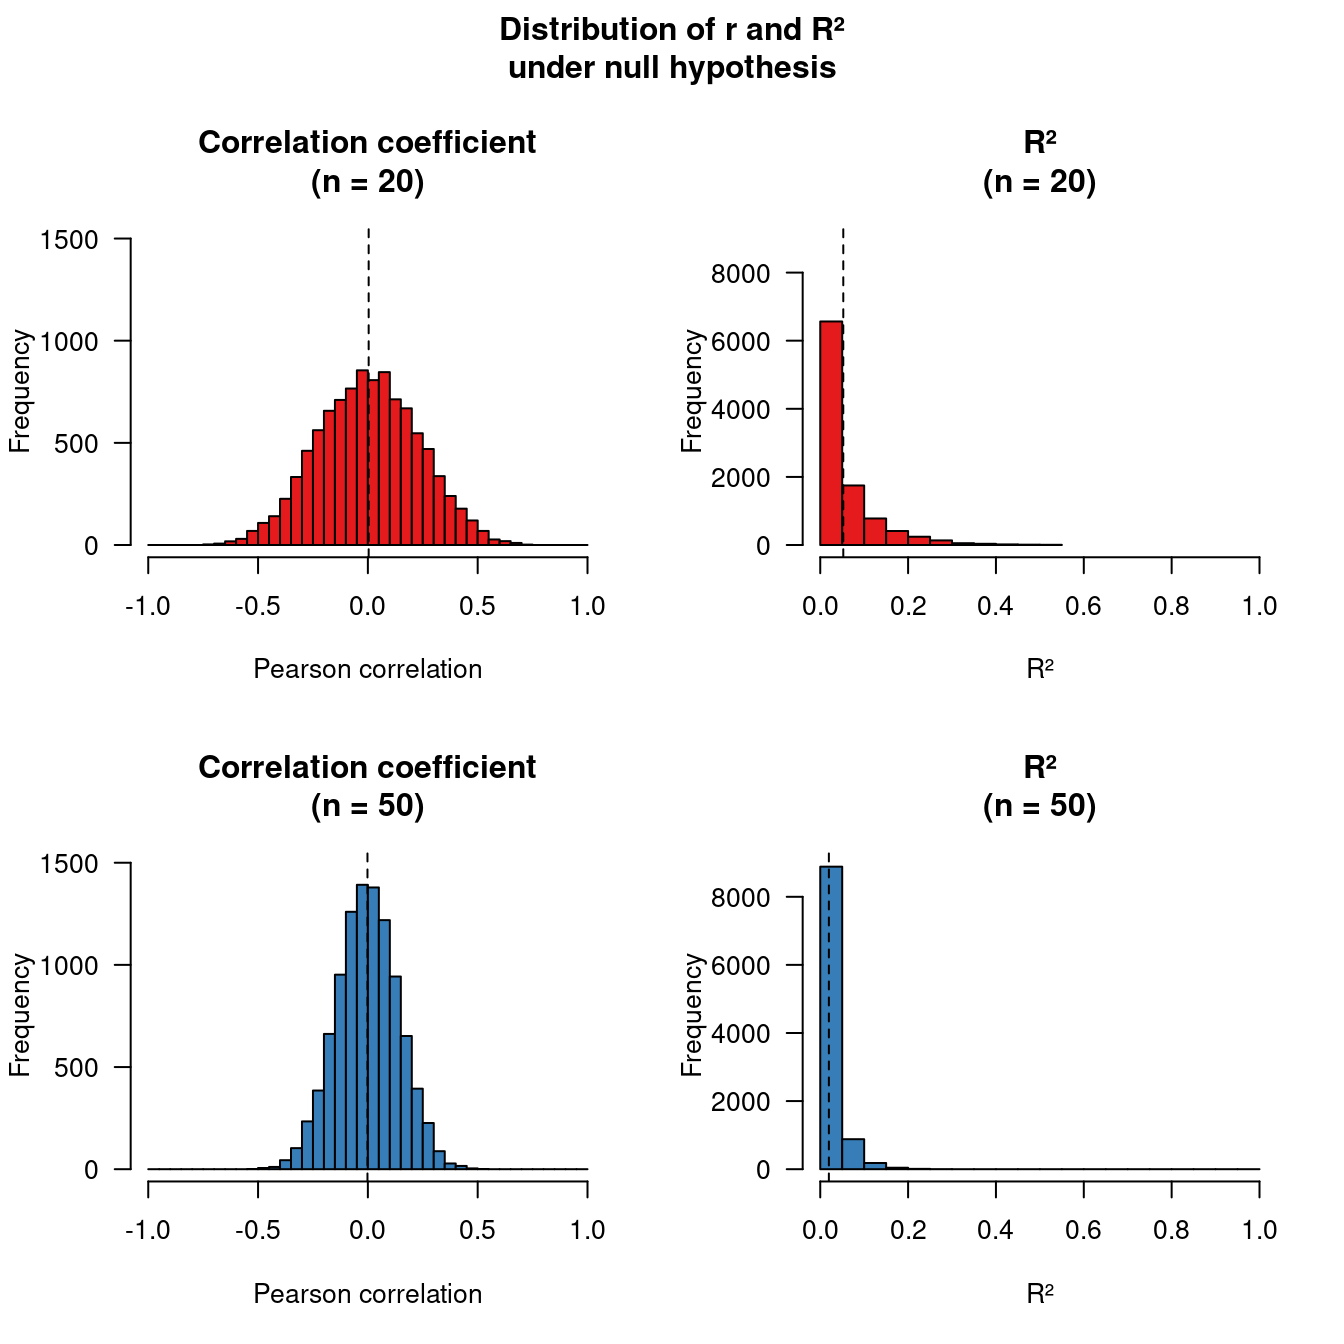 Distribution of r and R²
under null hypothesis
Correlation coefficient
(n = 20)
Frequency
1500
1000
500
0
-1.0 -0.5 0.0 0.5 1.0
Pearson correlation
R²
(n = 20)
Frequency
8000
6000
4000
2000
0
0.0 0.2 0.4 0.6 0.8 1.0
R²
Correlation coefficient
(n = 50)
Frequency
1500
1000
500
0
-1.0 -0.5 0.0 0.5 1.0
Pearson correlation
R²
(n = 50)
Frequency
8000
6000
4000
2000
0
0.0 0.2 0.4 0.6 0.8 1.0
R²